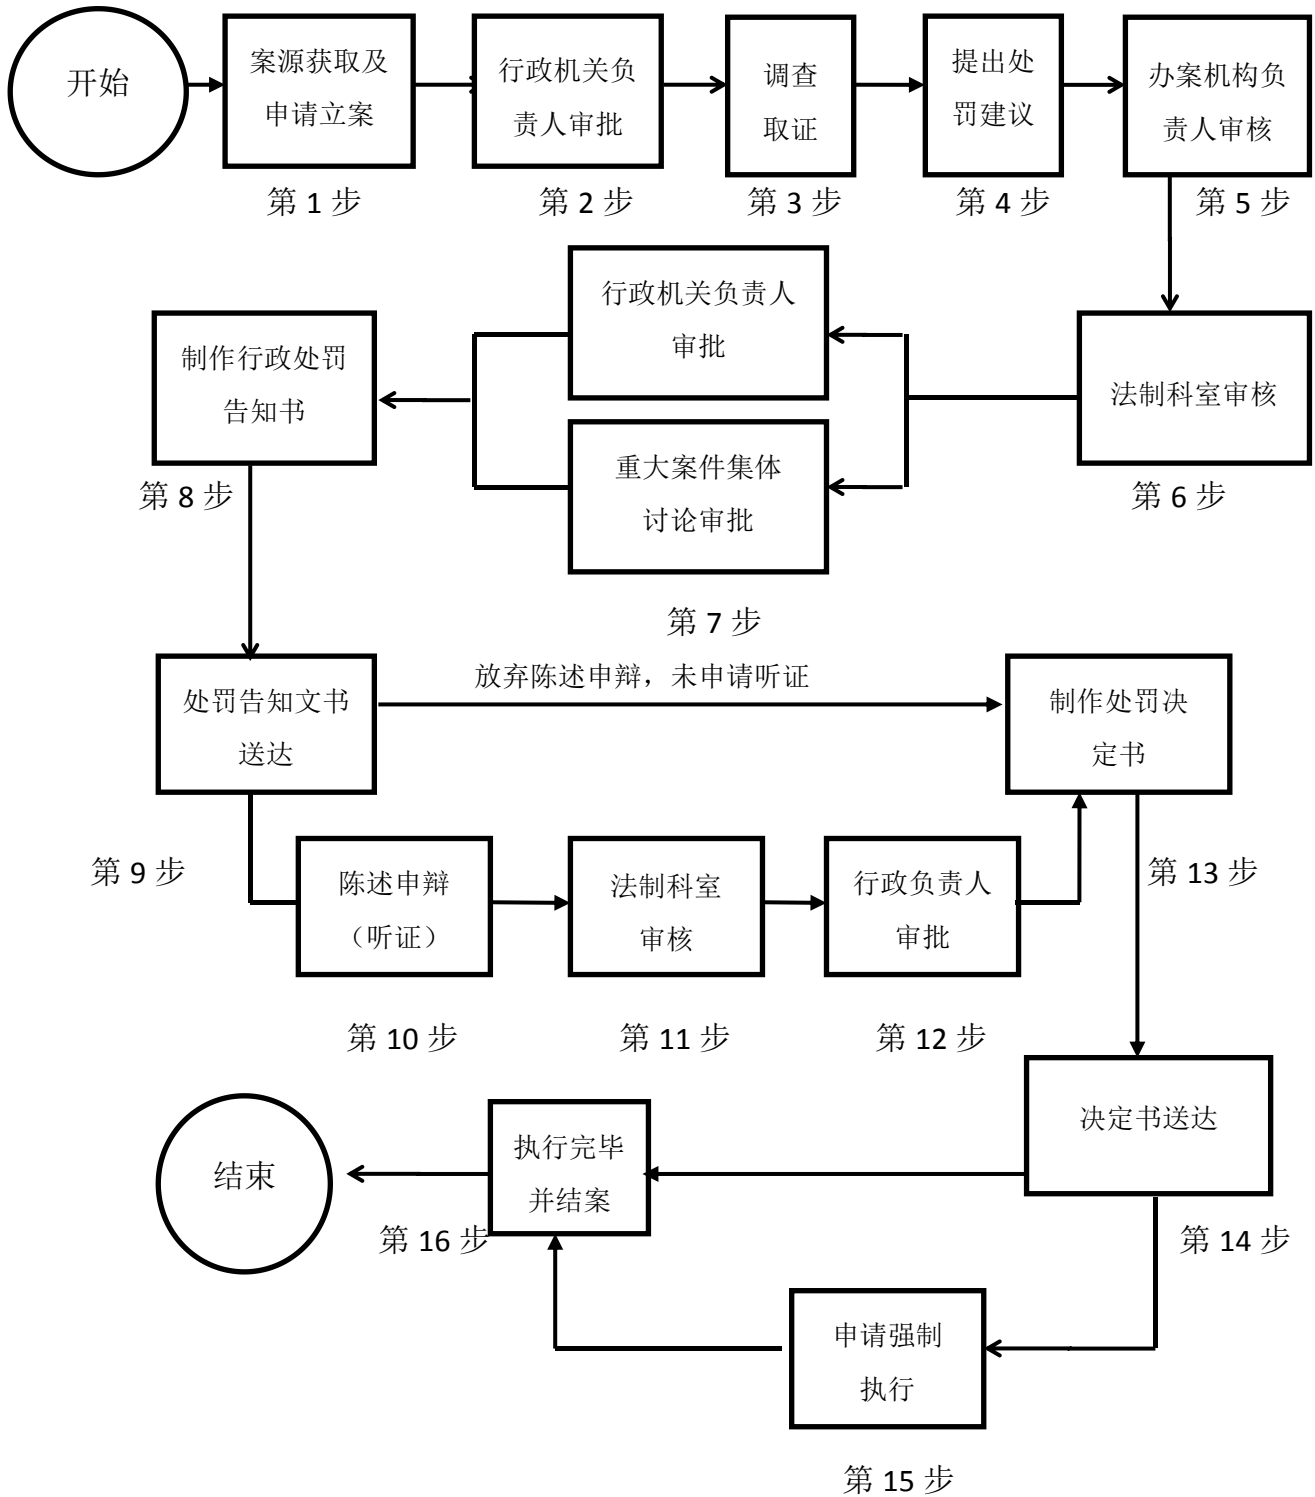 开始
案源获取及
申请立案
行政机关负
责人审批
调查
取证
提出处
罚建议
办案机构负
责人审核
第 1 步
第 2 步
第 3 步
第 4 步
第 5 步
行政机关负责人
审批
制作行政处罚
告知书
法制科室审核
重大案件集体
讨论审批
第 8 步
第 6 步
第 7 步
放弃陈述申辩，未申请听证
处罚告知文书
送达
制作处罚决
定书
第 9 步
陈述申辩
（听证）
法制科室
审核
行政负责人
审批
第 13 步
第 10 步
第 11 步
第 12 步
决定书送达
执行完毕
并结案
结束
第 16 步
第 14 步
申请强制
执行
第 15 步